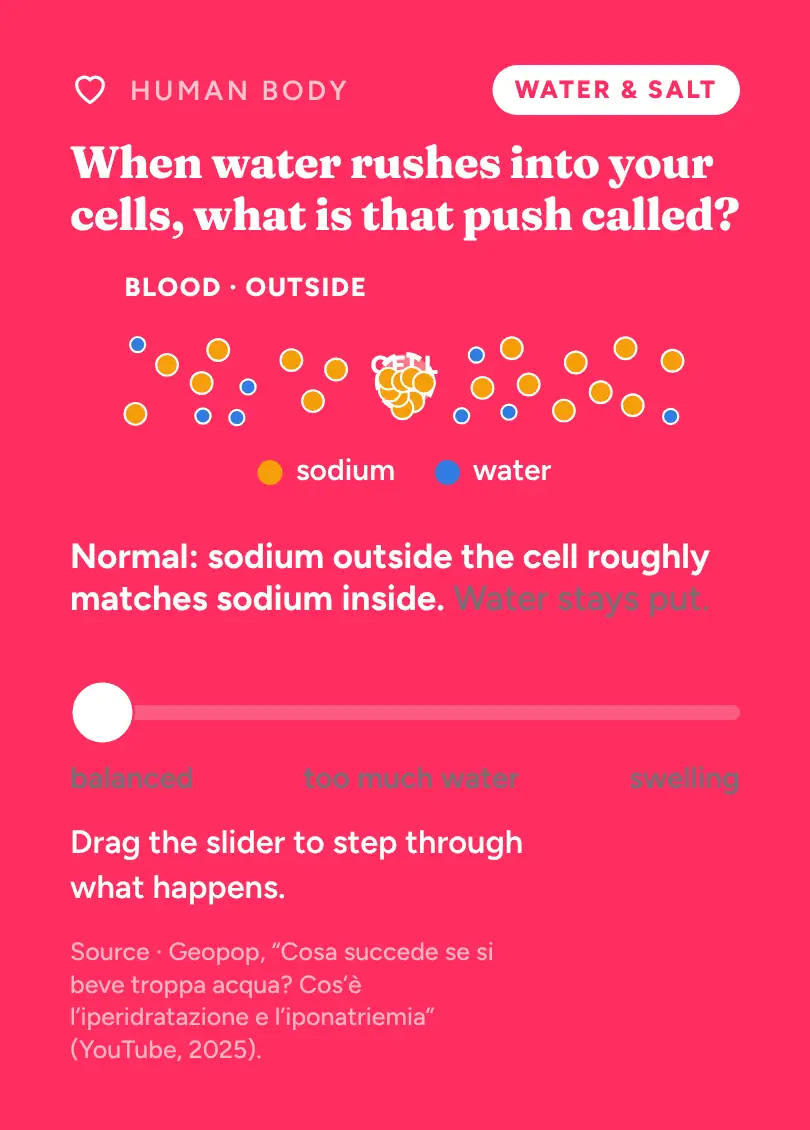 HUMAN BODY
WATER & SALT
When water rushes into your
cells, what is that push called?
BLOOD · OUTSIDE
CELL
sodium
water
Normal: sodium outside the cell roughly
matches sodium inside. Water stays put.
balanced
too much water
swelling
Drag the slider to step through
what happens.
Source · Geopop, “Cosa succede se si
beve troppa acqua? Cos’è
l’iperidratazione e l’iponatriemia”
(YouTube, 2025).